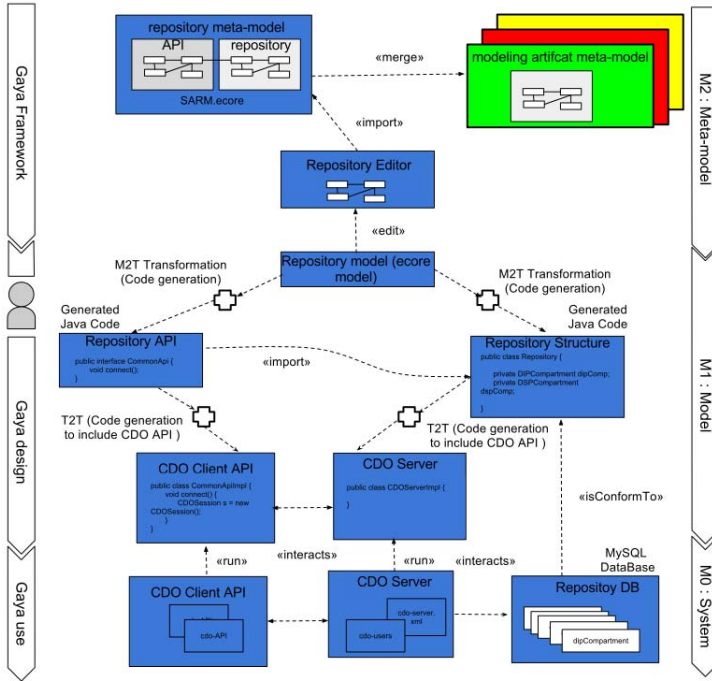 repository meta-model
API
repository
SARM.ecore
«merge»
modeling artifcat meta-model
Gaya Framework
M2 : Meta-model
«import»
Repository Editor
«edit»
Repository model (ecore
model)
M2T Transformation
(Code generation)
M2T Transformation
(Code generation)
Generated
Java Code
Generated
Java Code
Repository API
public interface CommonApi {
void connect();
}
«import»
Repository Structure
public class Repository {
private DIPCompartment dipComp;
private DSPCompartment
dspComp;
}
Gaya design
M1 : Model
T2T (Code generation
to include CDO API )
T2T (Code generation
to include CDO API )
CDO Client API
public class CommonApiImpl {
void connect() {
CDOSession s = new
CDOSession();
}
}
CDO Server
public class CDOServerImpl {
}
«isConformTo»
«run»
«interacts»
«run»
«interacts»
MySQL
DataBase
Gaya use
M0 : System
CDO Client API
cdo-API
CDO Server
cdo-server.
xml
cdo-users
Repositoy DB
dipCompartment